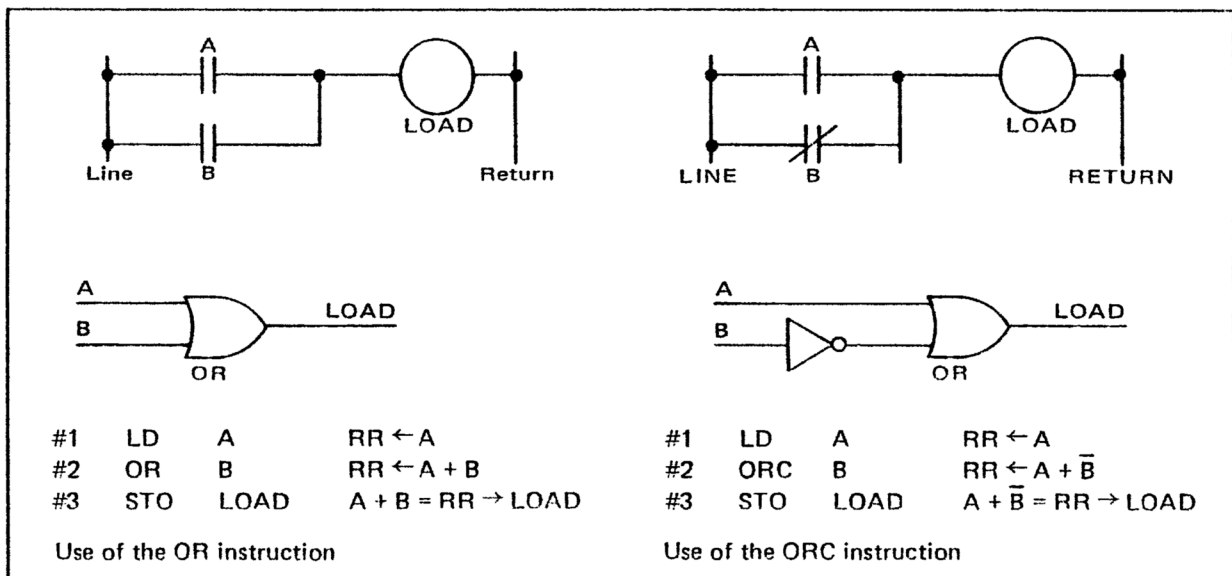 A
LOAD
Line
B
Return
A
LOAD
LINE
B
RETURN
A
B
LOAD
OR
A
B
LOAD
OR
#1 LD A RR ← A
#2 OR B RR ← A + B
#3 STO LOAD A + B = RR → LOAD
Use of the OR instruction
#1 LD A RR ← A
#2 ORC B RR ← A + B̅
#3 STO LOAD A + B̅ = RR → LOAD
Use of the ORC instruction